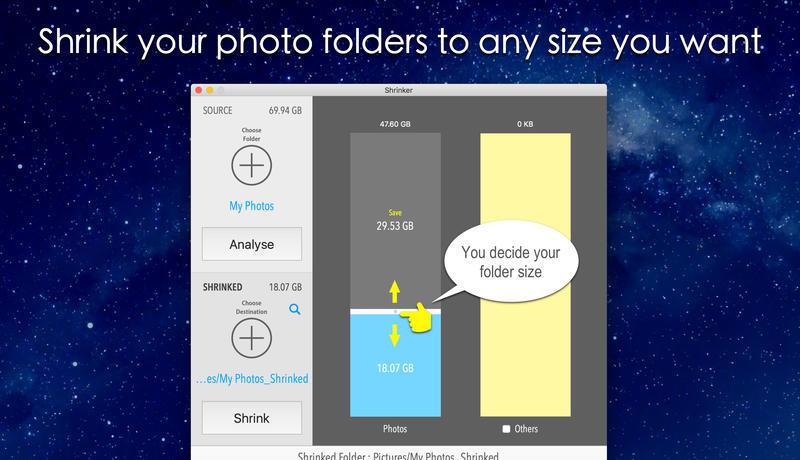 Shrink your photo folders to any size you want
Shrinker
SOURCE 69.94 GB
Choose
Folder
My Photos
Analyse
SHRUNKED 18.07 GB
Choose
Destination
...es/My Photos_Shrinked
Shrink
47.60 GB
0 KB
Save
29.53 GB
You decide your
folder size
18.07 GB
Photos
Others
Shrinked Folder : Pictures/My Photos_Shrinked